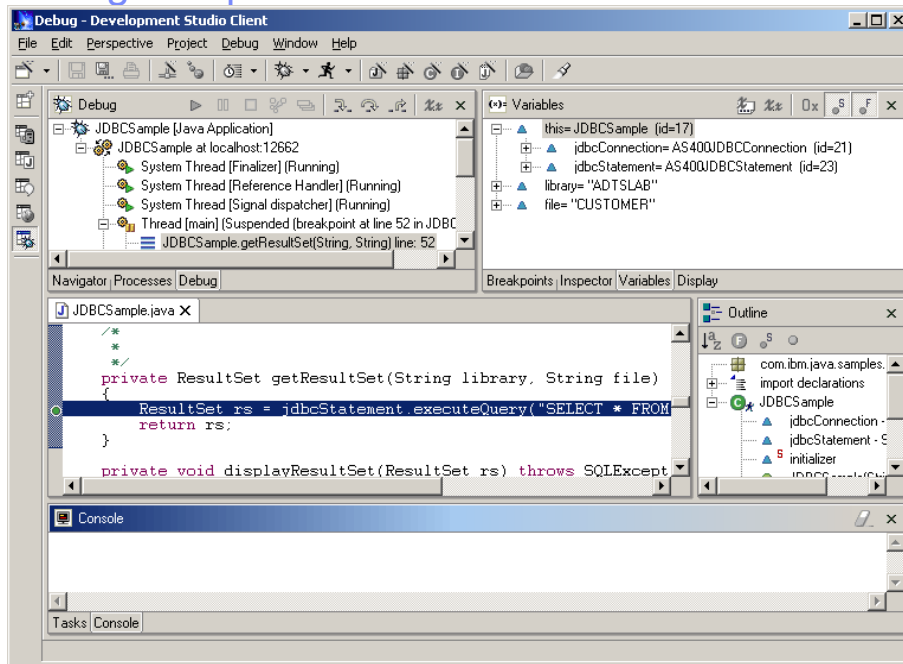 Debug - Development Studio Client
File Edit Perspective Project Debug Window Help
Debug
JDBCSample [Java Application]
JDBCSample at localhost:12662
System Thread [Finalizer] (Running)
System Thread [Reference Handler] (Running)
System Thread [Signal dispatcher] (Running)
Thread [main] (Suspended (breakpoint at line 52 in JDBC
JDBCSample.getResultSet(String, String) line: 52
Navigator Processes Debug
(x)= Variables
this= JDBCSample (id=17)
jdbcConnection= AS400JDBCConnection (id=21)
jdbcStatement= AS400JDBCStatement (id=23)
library= "ADTSLAB"
file= "CUSTOMER"
Breakpoints Inspector Variables Display
JDBCSample.java
/*
*
*/
private ResultSet getResultSet(String library, String file)
{
ResultSet rs = jdbcStatement.executeQuery("SELECT * FROM
return rs;
}
private void displayResultSet(ResultSet rs) throws SQLExcept
Outline
com.ibm.java.samples.
import declarations
JDBCSample
jdbcConnection -
jdbcStatement - S
initializer
Console
Tasks Console